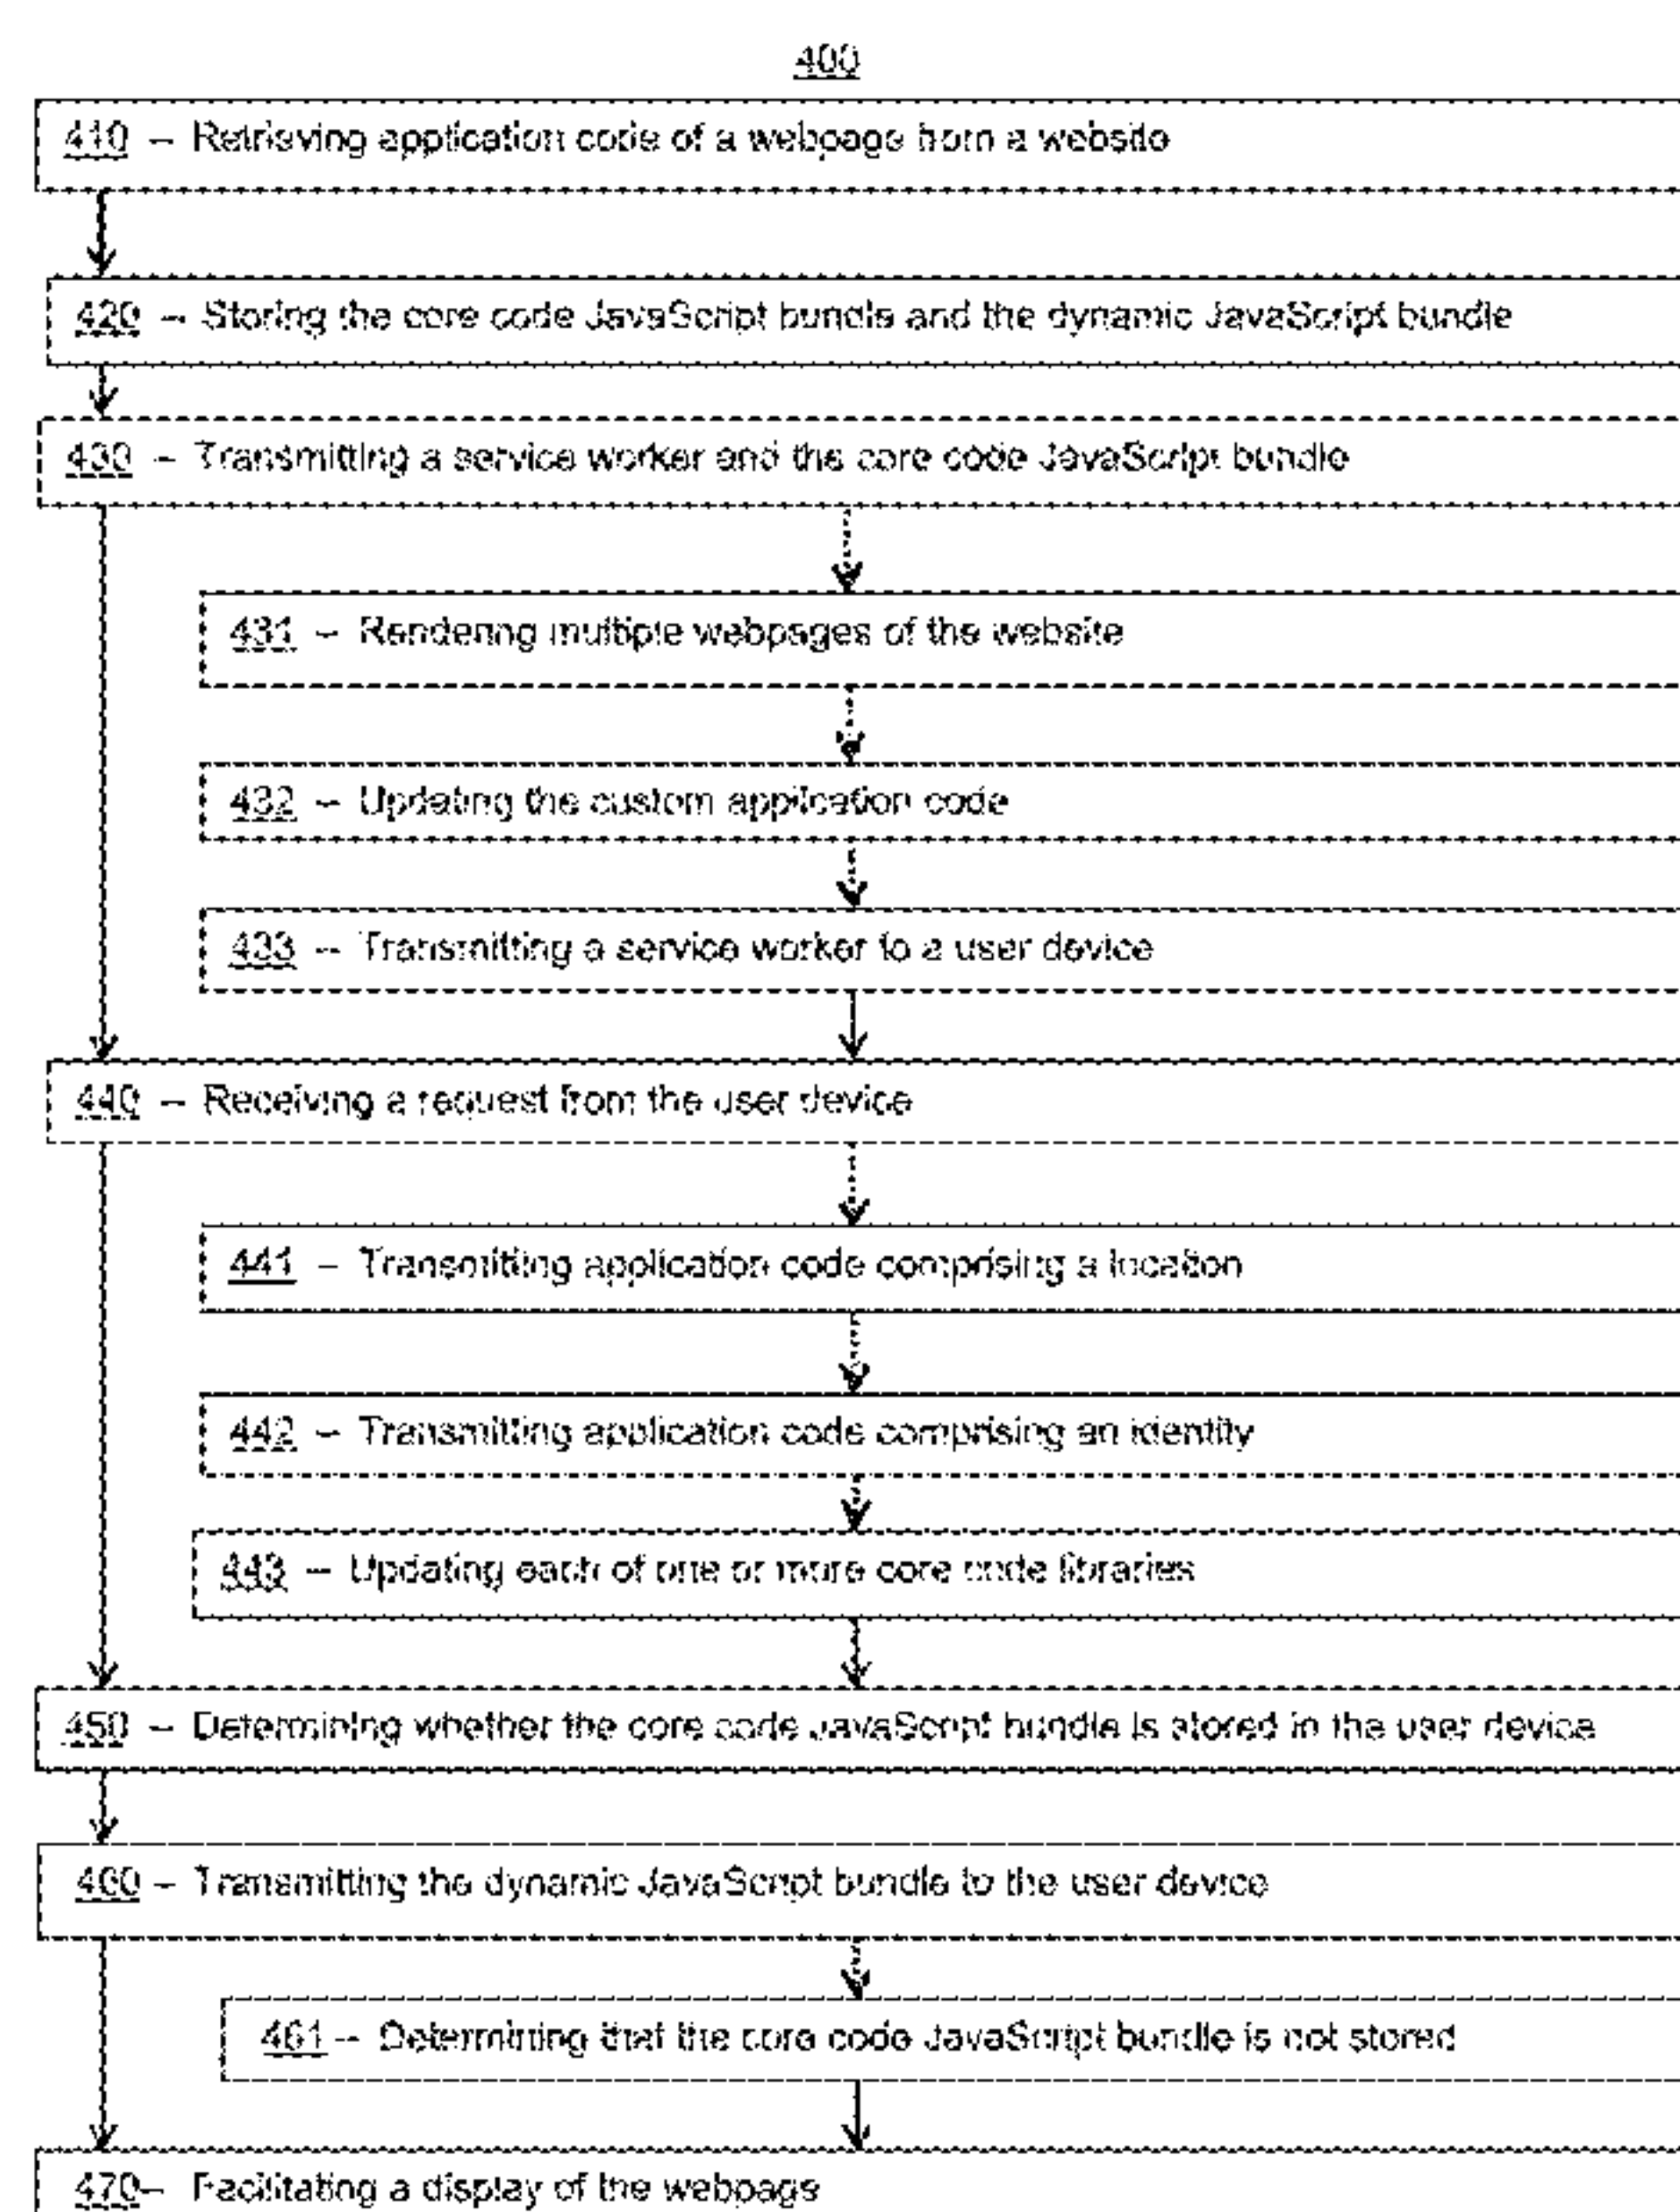 400
410 – Retrieving application code of a webpage from a website
420 – Storing the core code JavaScript bundle and the dynamic JavaScript bundle
430 – Transmitting a service worker and the core code JavaScript bundle
431 – Rendering multiple webpages of the website
432 – Updating the custom application code
433 – Transmitting a service worker to a user device
440 – Receiving a request from the user device
441 – Transmitting application code comprising a location
442 – Transmitting application code comprising an identity
443 – Updating each of one or more core code libraries
450 – Determining whether the core code JavaScript bundle is stored in the user device
460 – Transmitting the dynamic JavaScript bundle to the user device
461 – Determining that the core code JavaScript bundle is not stored
470 – Facilitating a display of the webpage